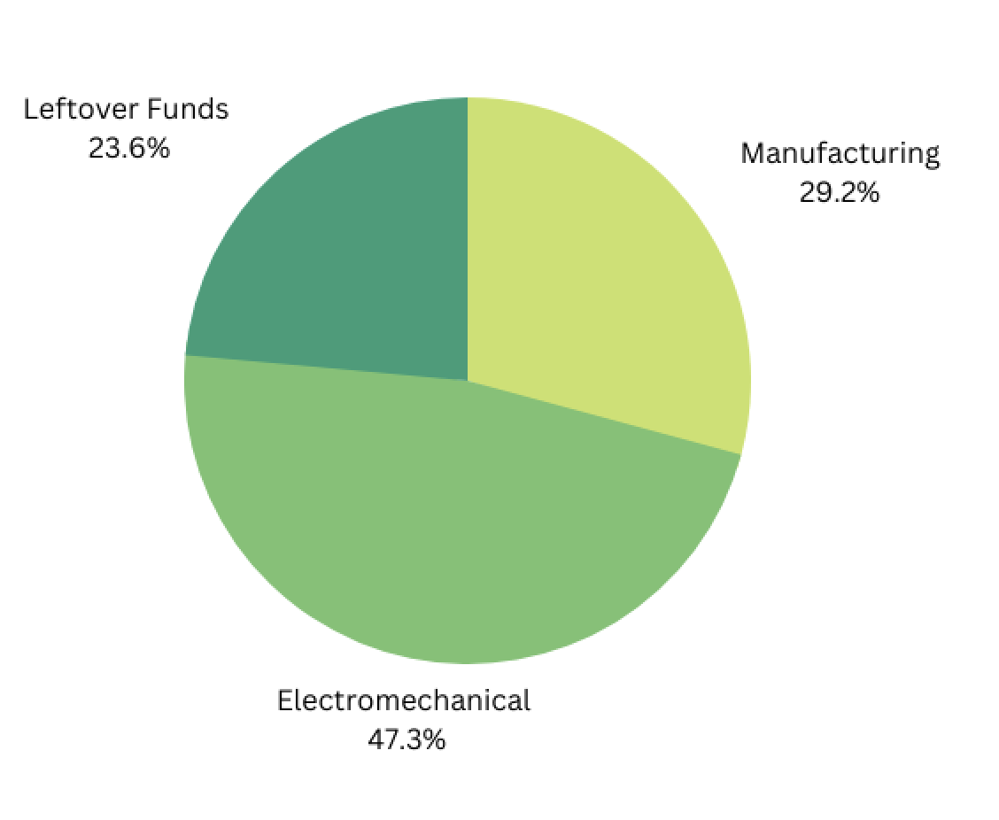 Leftover Funds
23.6%
Manufacturing
29.2%
Electromechanical
47.3%